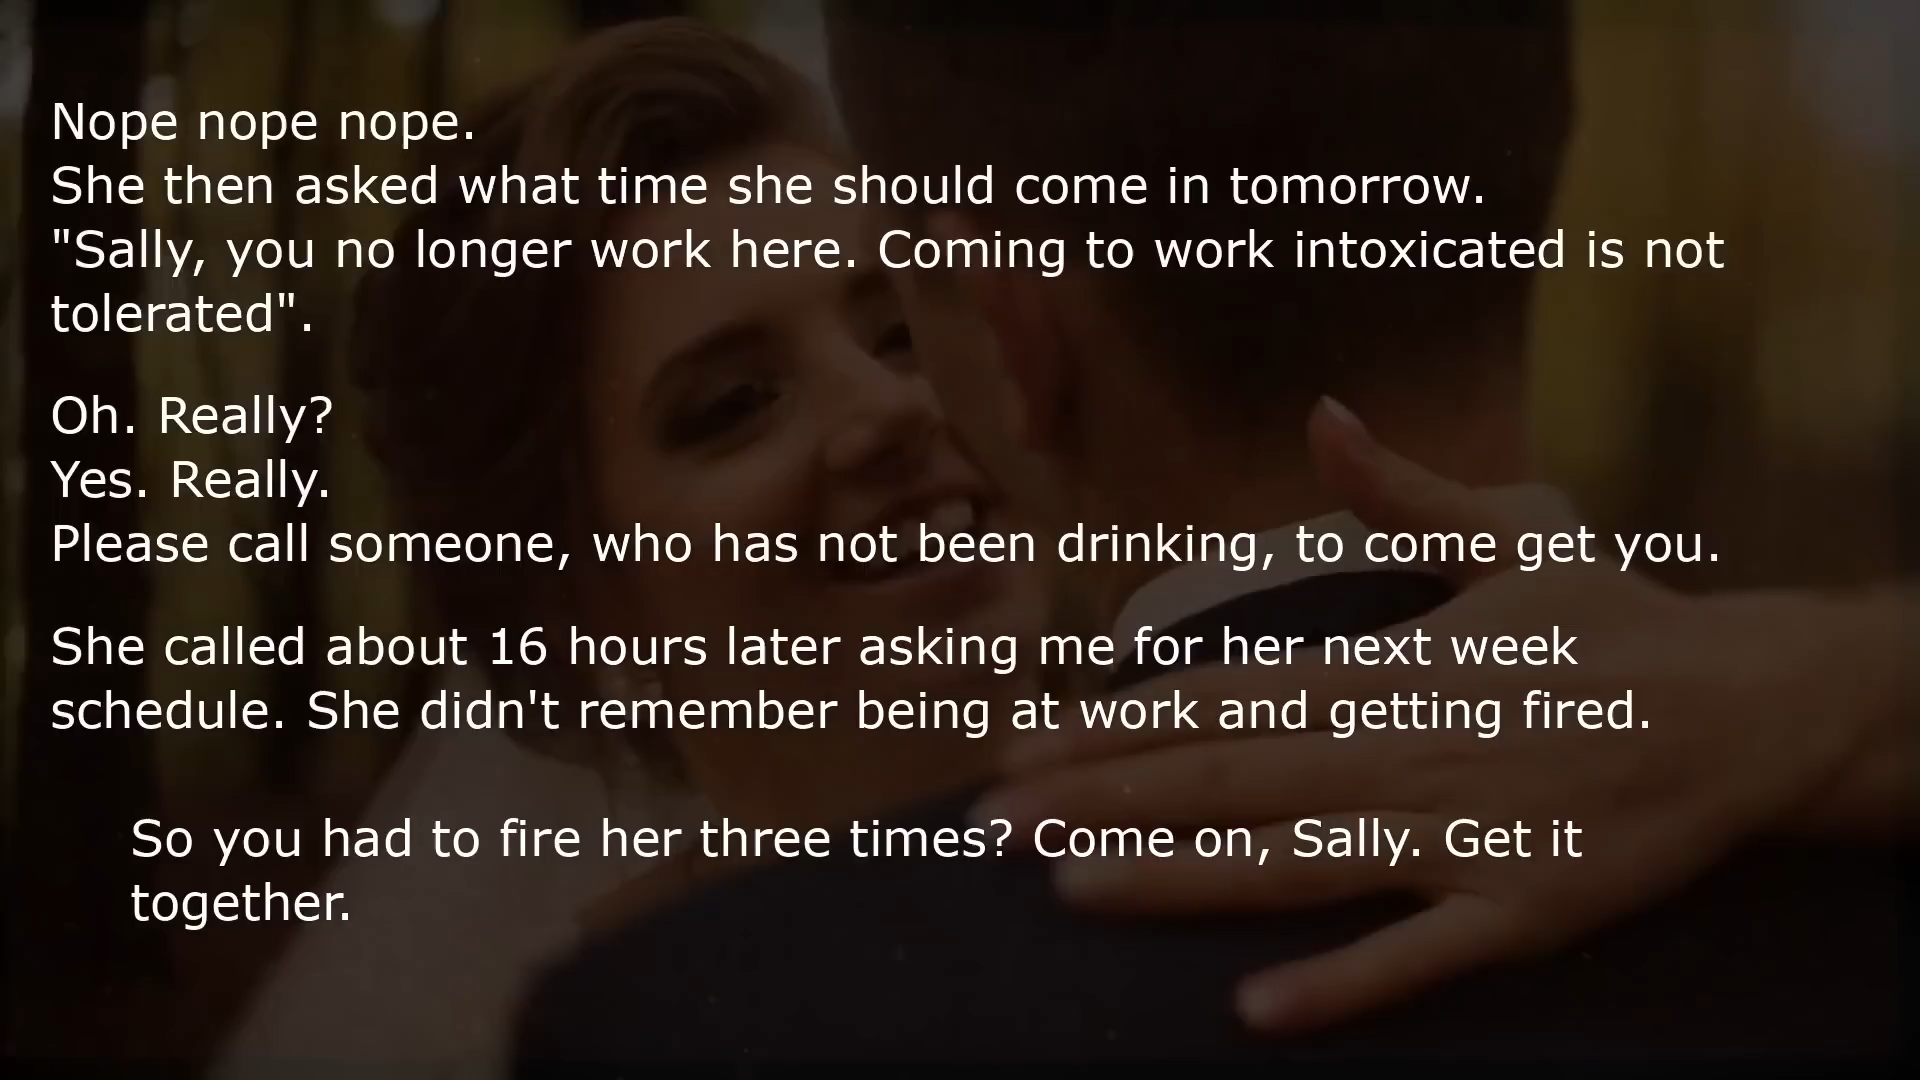 Nope nope nope.
She then asked what time she should come in tomorrow.
"Sally, you no longer work here. Coming to work intoxicated is not
tolerated".
Oh. Really?
Yes. Really.
Please call someone, who has not been drinking, to come get you.
She called about 16 hours later asking me for her next week
schedule. She didn't remember being at work and getting fired.
So you had to fire her three times? Come on, Sally. Get it
together.